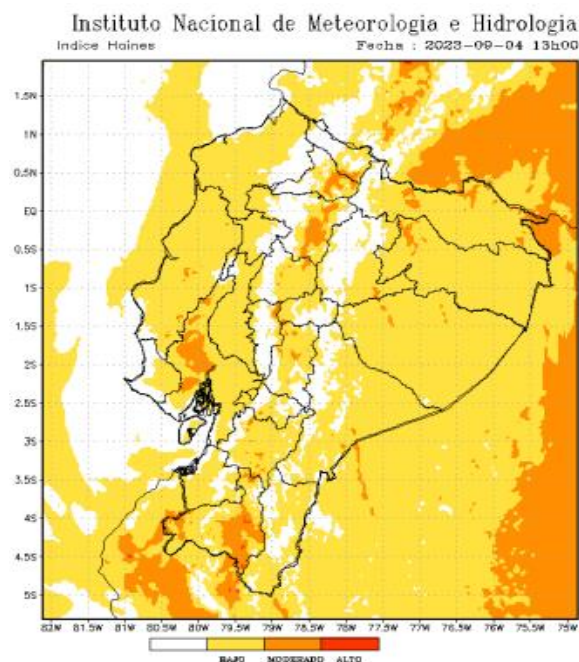 Instituto Nacional de Meteorologia e Hidrologia
Indice Haines
Fecha : 2023-09-04 13h00
1.5N
1N
0.5N
EQ
0.5S
1S
1.5S
2S
2.5S
3S
3.5S
4S
4.5S
5S
82W 81.5W 81W 80.5W 80W 79.5W 79W 78.5W 78W 77.5W 77W 76.5W 76W 75.5W 75W
BAJO MODERADO ALTO